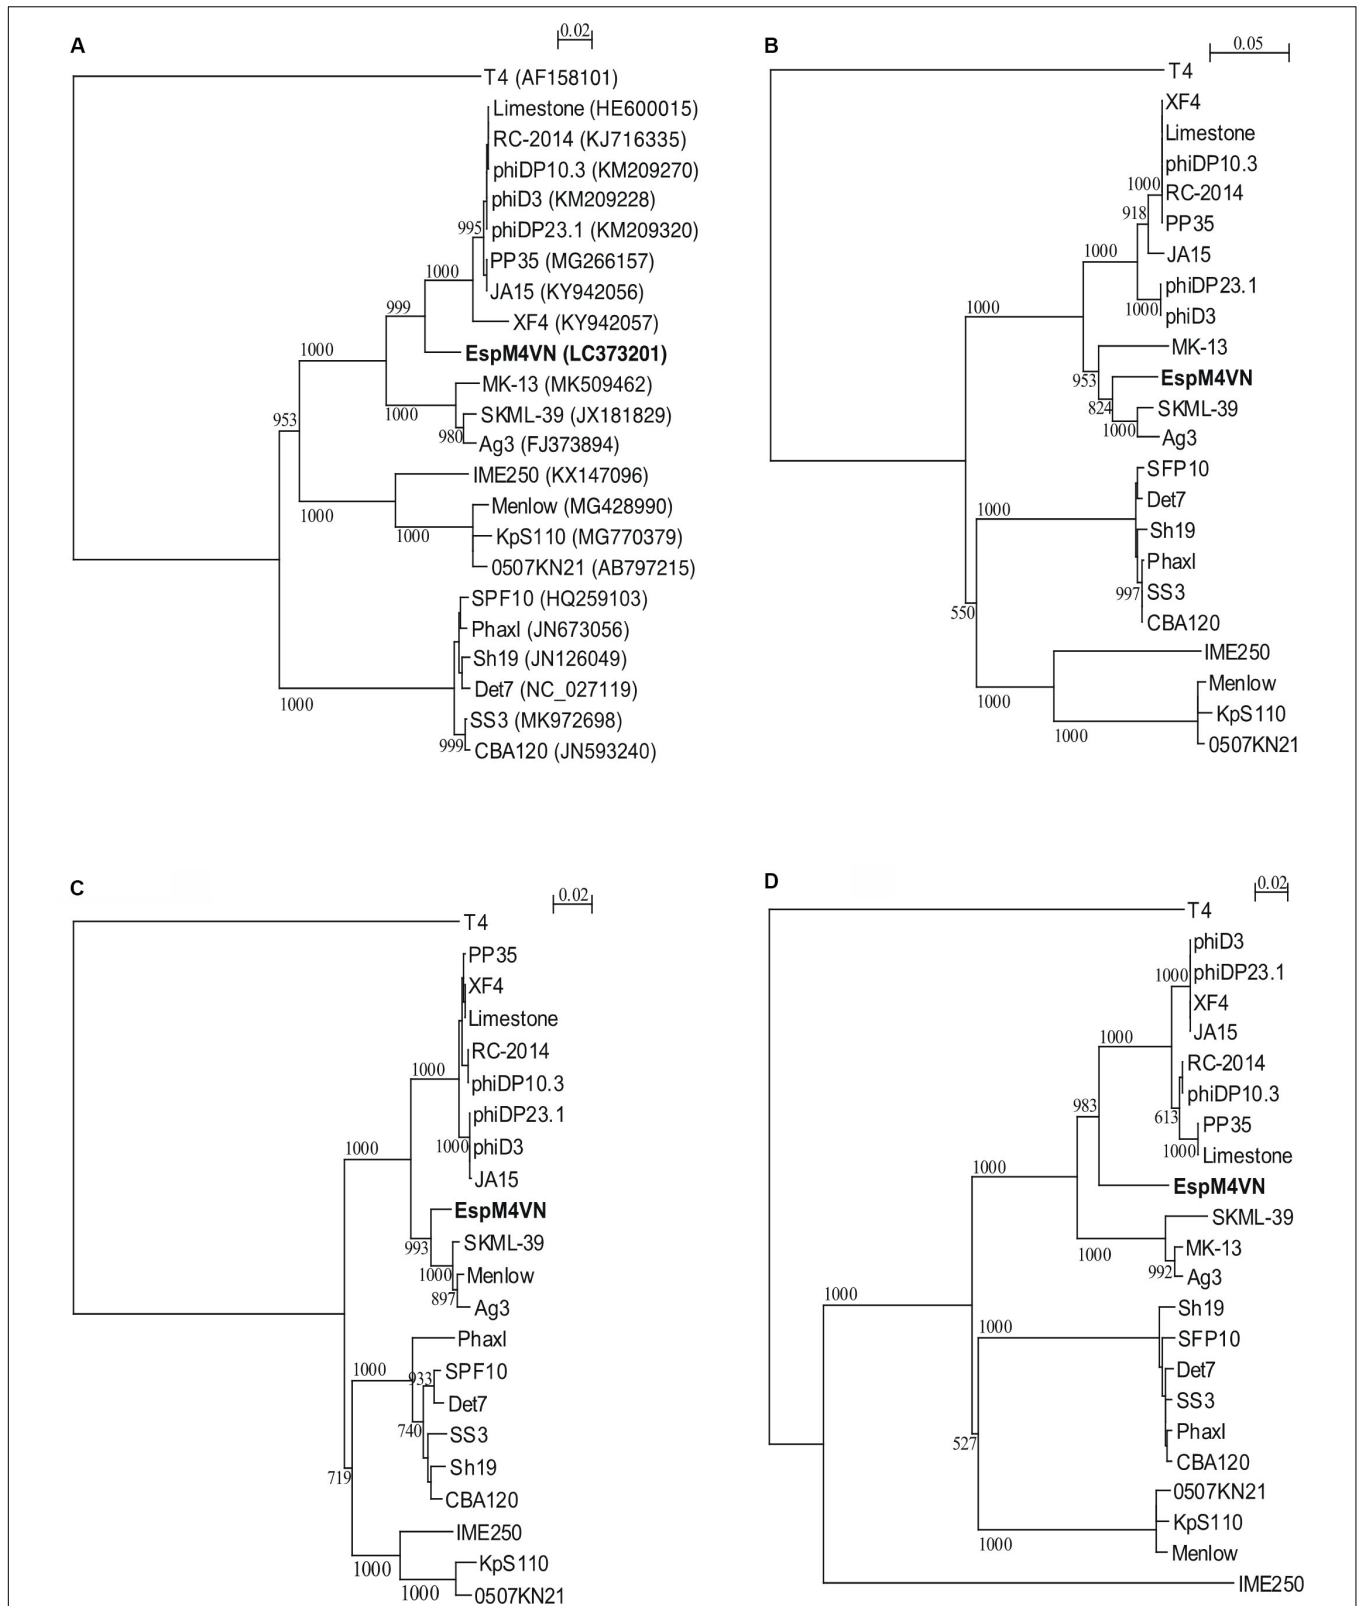 A
0.02
T4 (AF158101)
Limestone (HE600015)
RC-2014 (KJ716335)
phiDP10.3 (KM209270)
phiD3 (KM209228)
995
phiDP23.1 (KM209320)
PP35 (MG266157)
1000
JA15 (KY942056)
999
XF4 (KY942057)
1000
EspM4VN (LC373201)
MK-13 (MK509462)
1000
SKML-39 (JX181829)
953
980
Ag3 (FJ373894)
IME250 (KX147096)
Menlow (MG428990)
1000
1000
KpS110 (MG770379)
0507KN21 (AB797215)
SPF10 (HQ259103)
PhaxI (JN673056)
Sh19 (JN126049)
Det7 (NC_027119)
1000
SS3 (MK972698)
999
CBA120 (JN593240)
B
0.05
T4
XF4
Limestone
phiDP10.3
1000
RC-2014
918
PP35
1000
JA15
phiDP23.1
1000
1000
phiD3
MK-13
953
EspM4VN
824
SKML-39
1000
Ag3
SFP10
Det7
1000
Sh19
PhaxI
997
SS3
550
CBA120
IME250
Menlow
1000
KpS110
1000
0507KN21
C
0.02
T4
PP35
XF4
Limestone
RC-2014
1000
phiDP10.3
phiDP23.1
1000
1000
phiD3
JA15
EspM4VN
993
SKML-39
1000
Menlow
897
Ag3
PhaxI
1000
933
SPF10
Det7
740
SS3
719
Sh19
CBA120
IME250
1000
KpS110
1000
0507KN21
D
0.02
T4
phiD3
1000
phiDP23.1
XF4
1000
JA15
RC-2014
phiDP10.3
983
613
PP35
1000
Limestone
1000
EspM4VN
SKML-39
1000
MK-13
992
Ag3
1000
Sh19
1000
SFP10
Det7
SS3
527
PhaxI
CBA120
0507KN21
KpS110
1000
Menlow
IME250